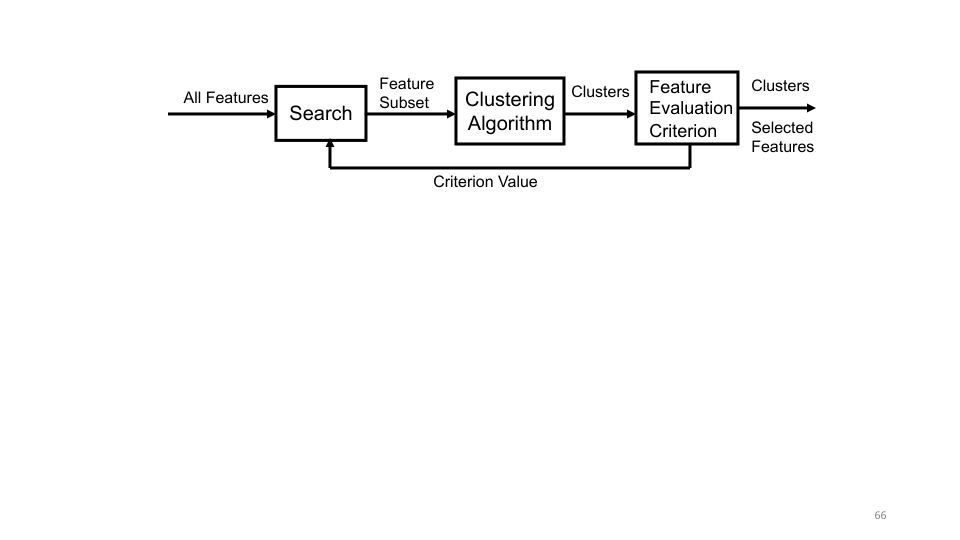 All Features
Search
Feature
Subset
Clustering
Algorithm
Clusters
Feature
Evaluation
Criterion
Clusters
Selected
Features
Criterion Value
66